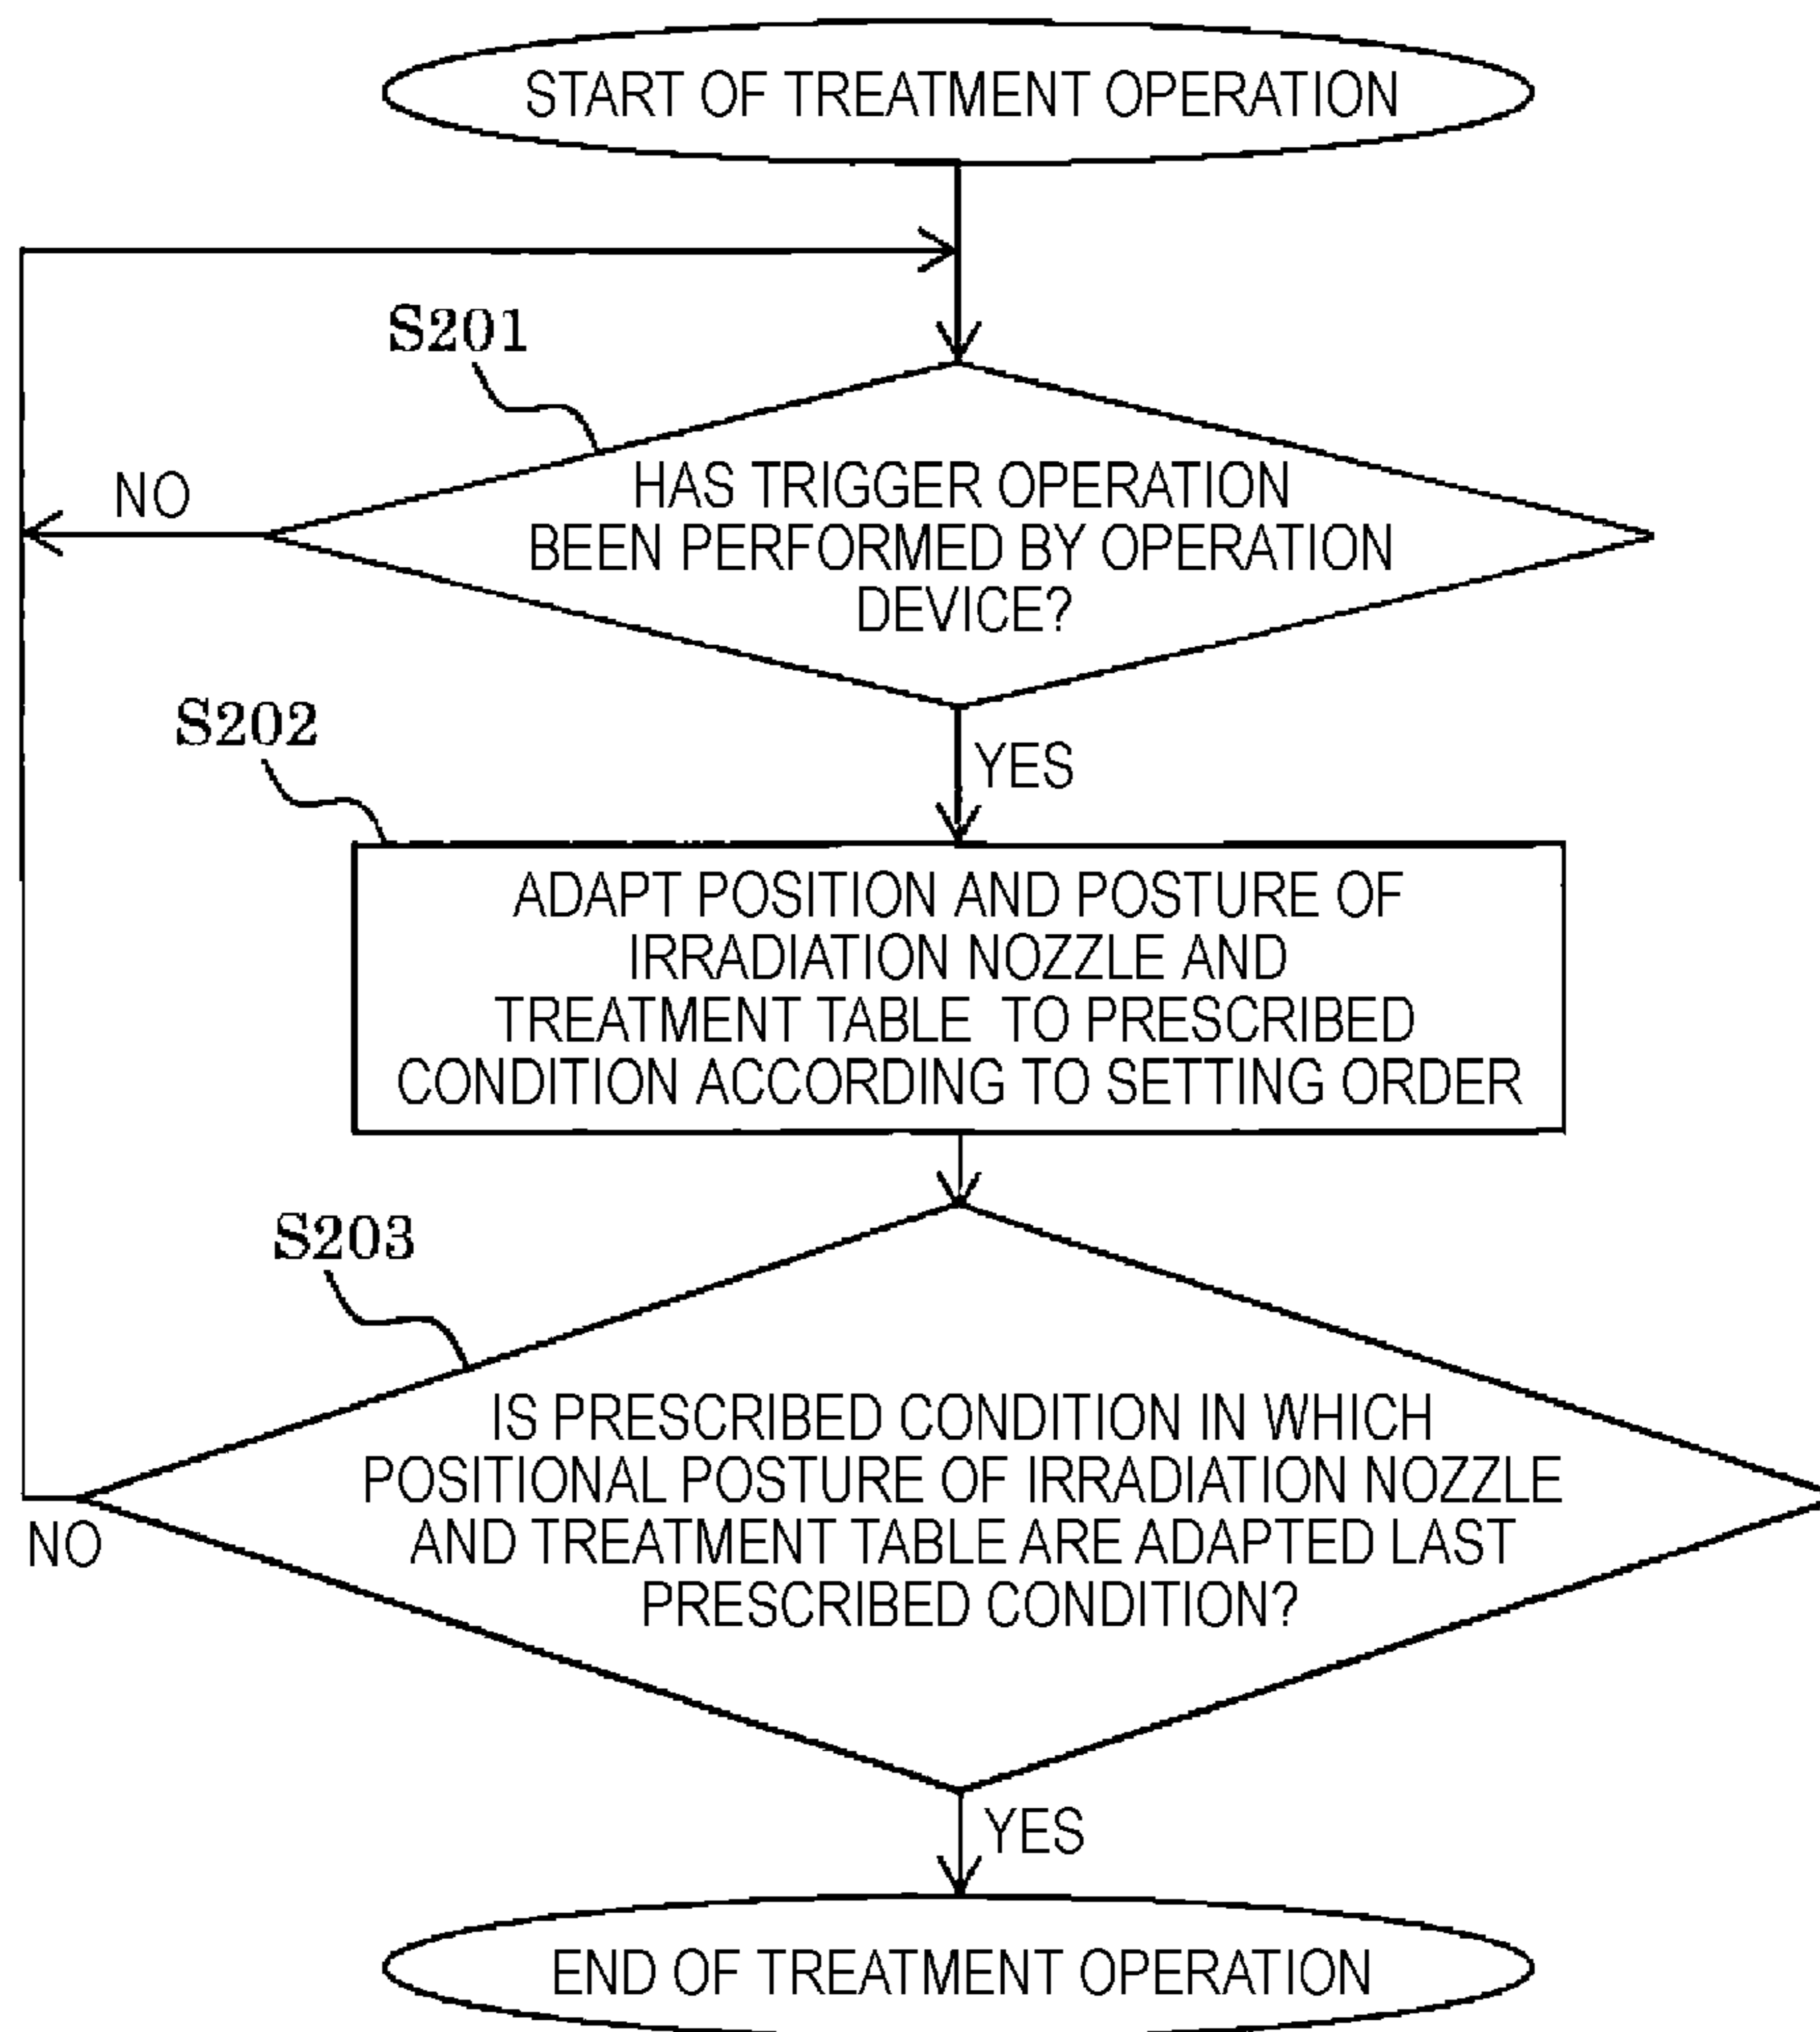 START OF TREATMENT OPERATION
S201
NO
HAS TRIGGER OPERATION
BEEN PERFORMED BY OPERATION
DEVICE?
S202
YES
ADAPT POSITION AND POSTURE OF
IRRADIATION NOZZLE AND
TREATMENT TABLE TO PRESCRIBED
CONDITION ACCORDING TO SETTING ORDER
S203
IS PRESCRIBED CONDITION IN WHICH
POSITIONAL POSTURE OF IRRADIATION NOZZLE
AND TREATMENT TABLE ARE ADAPTED LAST
PRESCRIBED CONDITION?
NO
YES
END OF TREATMENT OPERATION